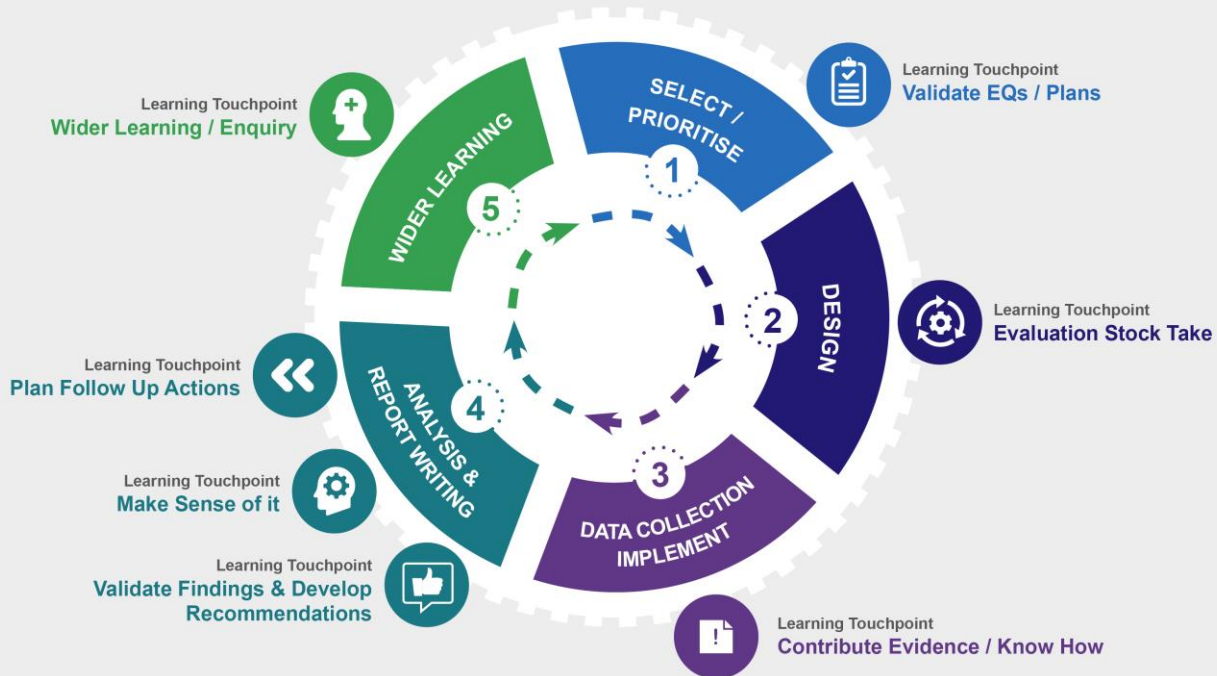 SELECT /
PRIORITISE
1
Learning Touchpoint
Validate EQs / Plans
DESIGN
2
Learning Touchpoint
Evaluation Stock Take
3
DATA COLLECTION
IMPLEMENT
Learning Touchpoint
Contribute Evidence / Know How
4
ANALYSIS &
REPORT WRITING
Learning Touchpoint
Validate Findings & Develop
Recommendations
Learning Touchpoint
Make Sense of it
Learning Touchpoint
Plan Follow Up Actions
5
WIDER LEARNING
Learning Touchpoint
Wider Learning / Enquiry